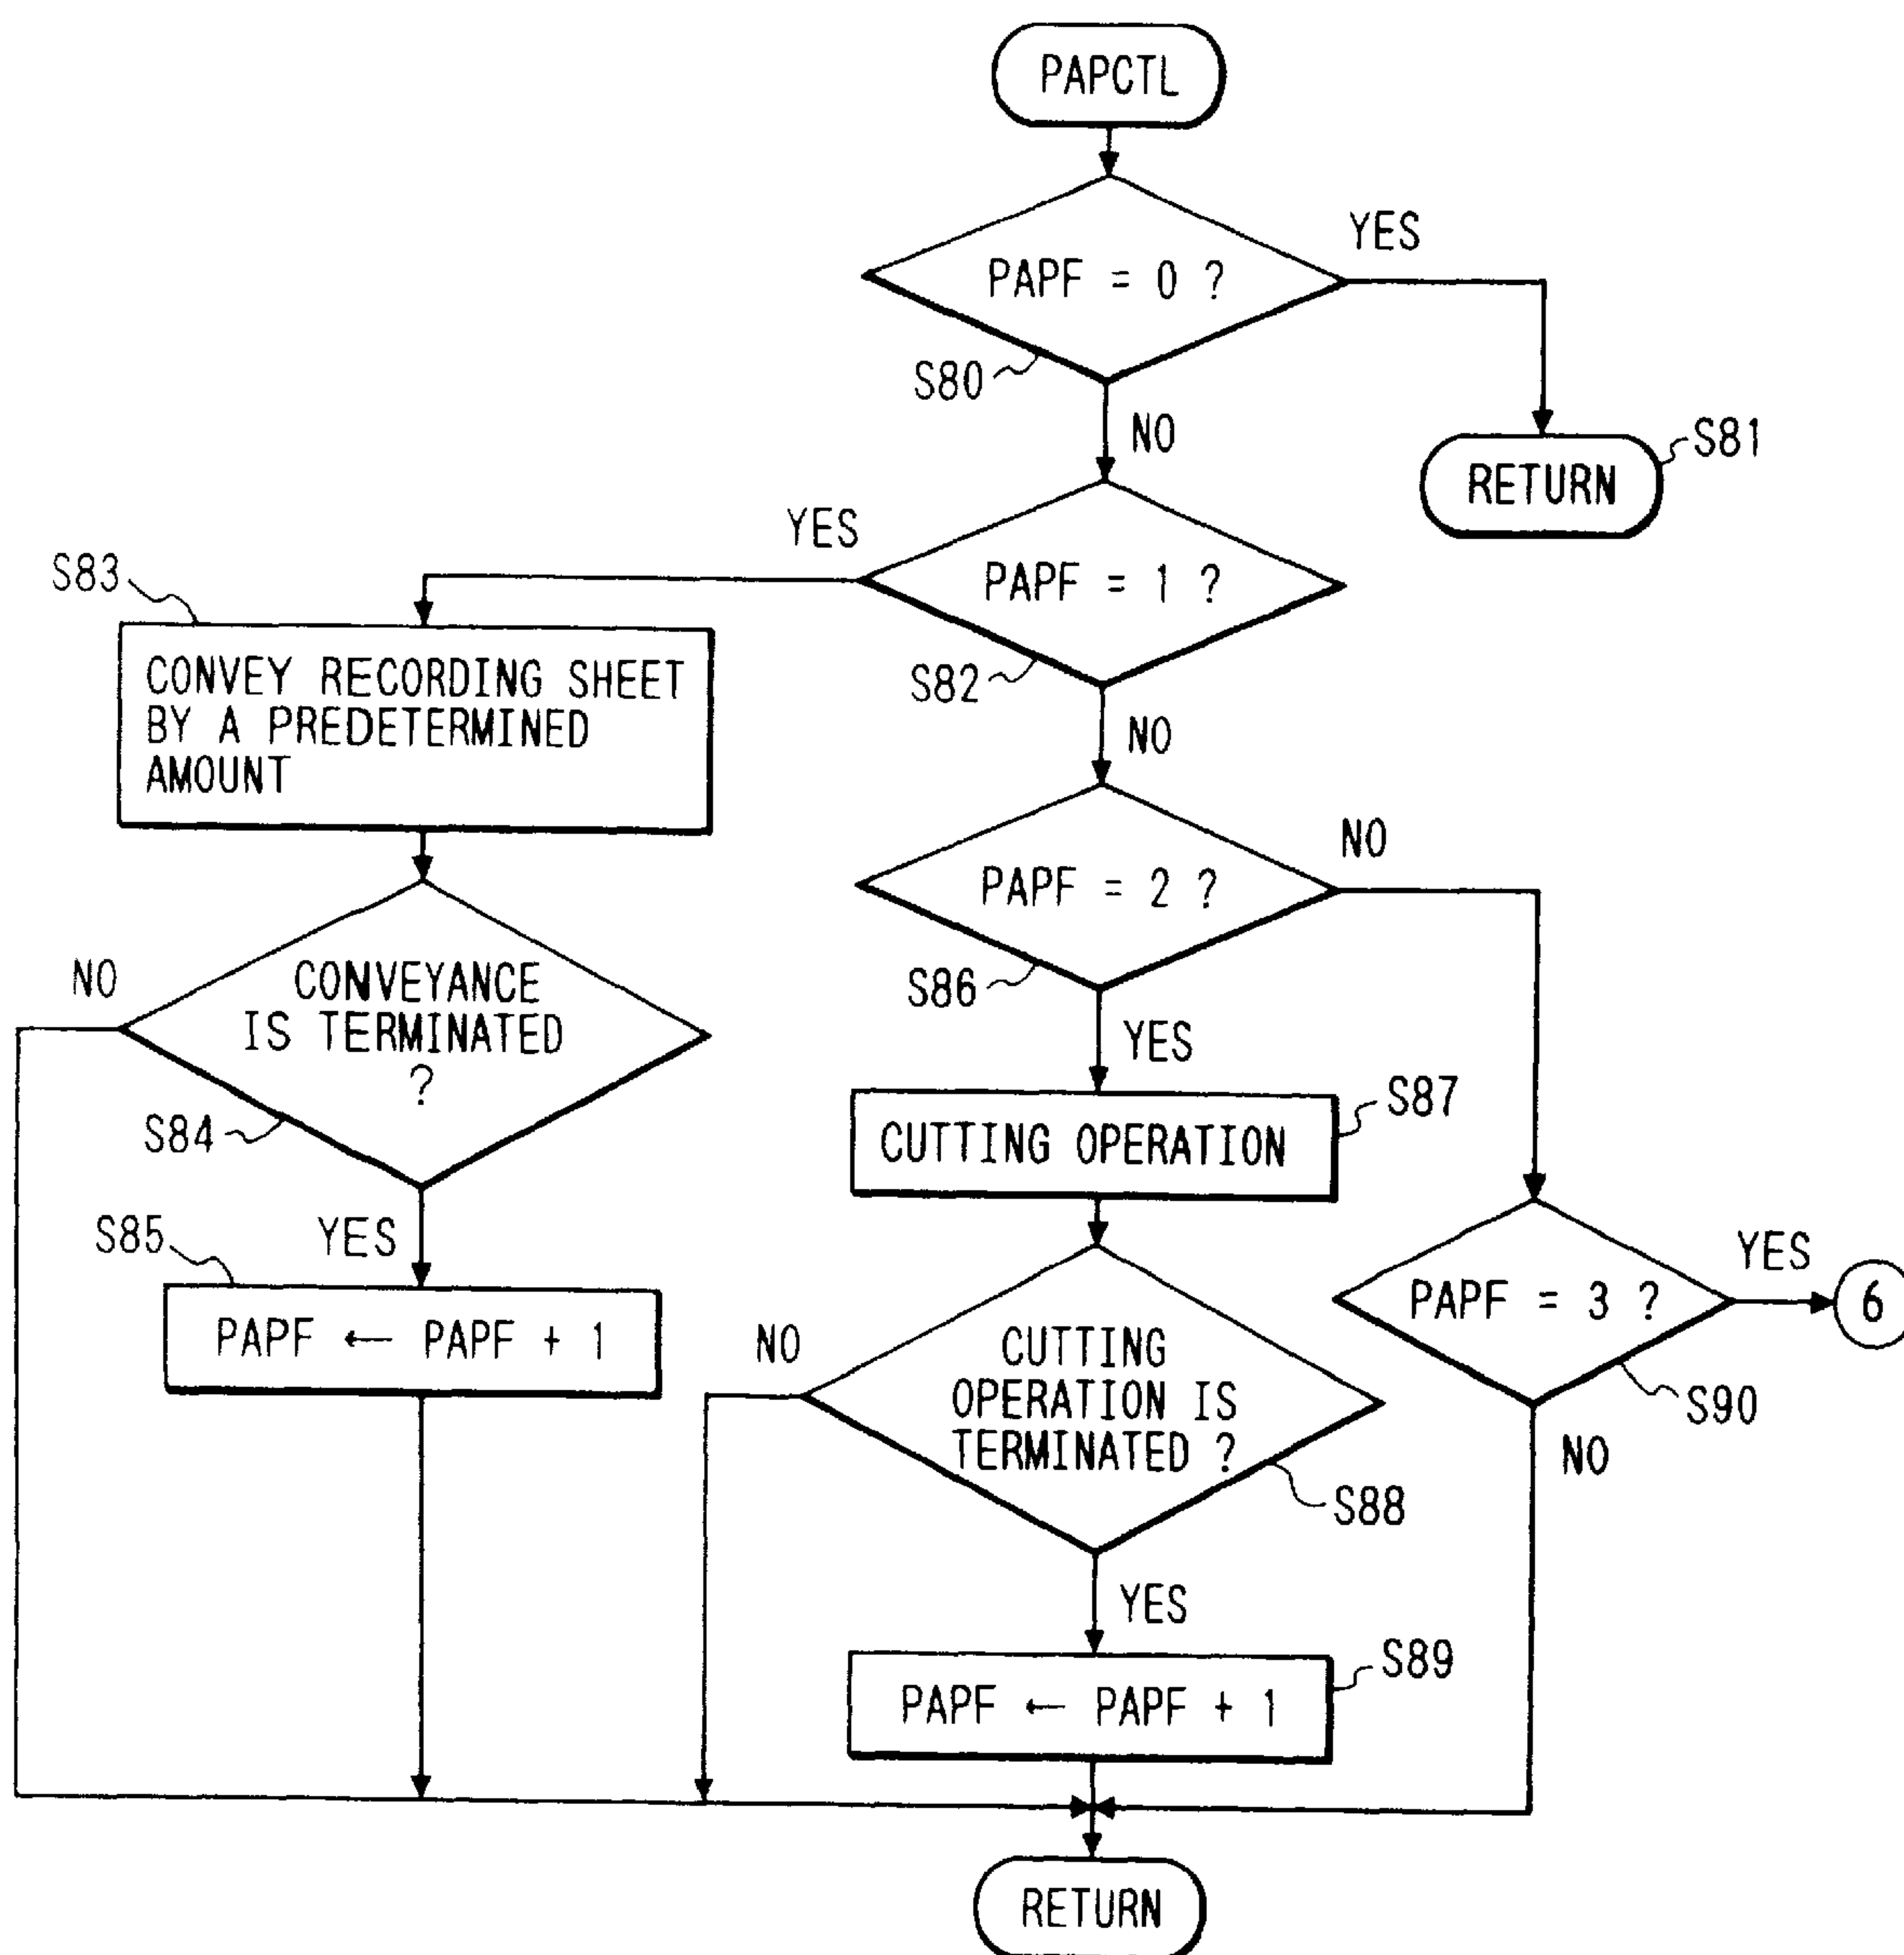 PAPCTL
PAPF = 0 ?
YES
S80
NO
S81
RETURN
YES
PAPF = 1 ?
S82
NO
S83
CONVEY RECORDING SHEET
BY A PREDETERMINED
AMOUNT
NO
CONVEYANCE
IS TERMINATED
?
S84
YES
S85
PAPF ← PAPF + 1
PAPF = 2 ?
NO
S86
YES
S87
CUTTING OPERATION
NO
CUTTING
OPERATION IS
TERMINATED ?
S88
YES
S89
PAPF ← PAPF + 1
PAPF = 3 ?
YES
6
S90
NO
RETURN